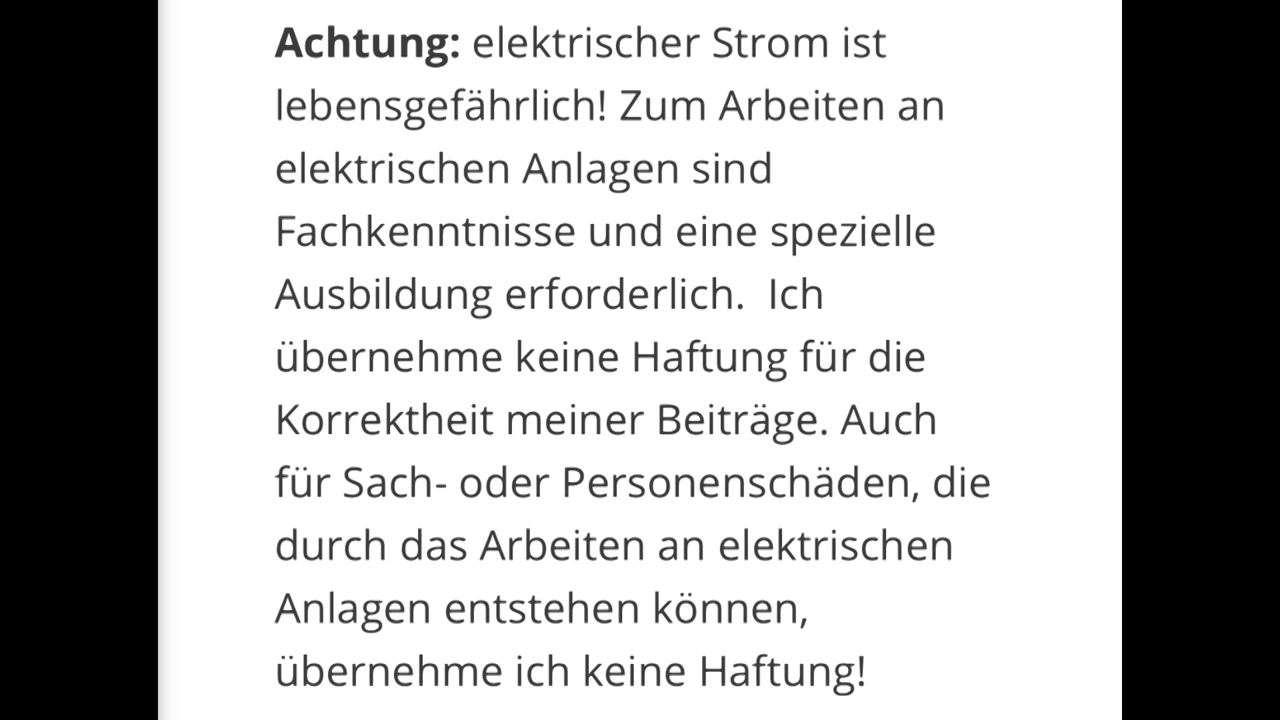 Achtung: elektrischer Strom ist
lebensgefährlich! Zum Arbeiten an
elektrischen Anlagen sind
Fachkenntnisse und eine spezielle
Ausbildung erforderlich.  Ich
übernehme keine Haftung für die
Korrektheit meiner Beiträge. Auch
für Sach- oder Personenschäden, die
durch das Arbeiten an elektrischen
Anlagen entstehen können,
übernehme ich keine Haftung!